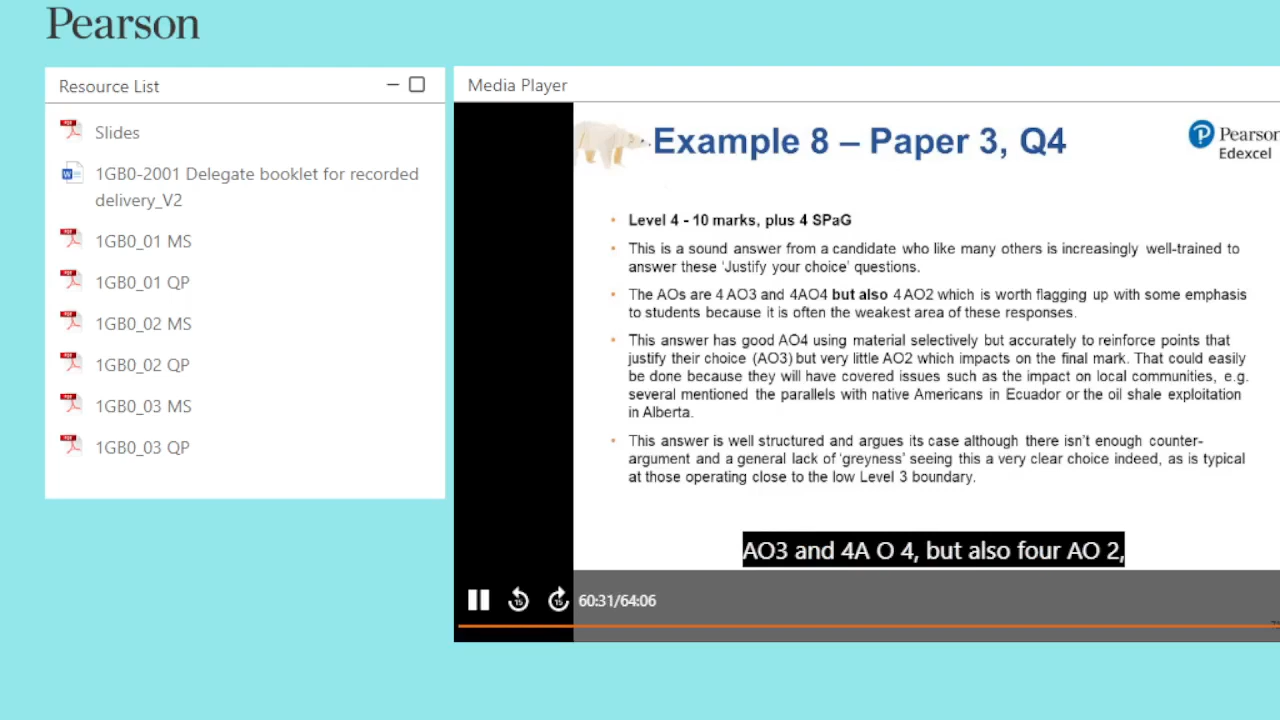 Pearson
Resource List
Slides
1GB0-2001 Delegate booklet for recorded
delivery_V2
1GB0_01 MS
1GB0_01 QP
1GB0_02 MS
1GB0_02 QP
1GB0_03 MS
1GB0_03 QP
Media Player
Example 8 – Paper 3, Q4
Pearson
Edexcel
• Level 4 - 10 marks, plus 4 SPaG
• This is a sound answer from a candidate who like many others is increasingly well-trained to
answer these 'Justify your choice' questions.
• The AOs are 4 AO3 and 4AO4 but also 4 AO2 which is worth flagging up with some emphasis
to students because it is often the weakest area of these responses.
• This answer has good AO4 using material selectively but accurately to reinforce points that
justify their choice (AO3) but very little AO2 which impacts on the final mark. That could easily
be done because they will have covered issues such as the impact on local communities, e.g.
several mentioned the parallels with native Americans in Ecuador or the oil shale exploitation
in Alberta.
• This answer is well structured and argues its case although there isn't enough counter-
argument and a general lack of 'greyness' seeing this a very clear choice indeed, as is typical
at those operating close to the low Level 3 boundary.
AO3 and 4A O 4, but also four AO 2,
15
15
60:31/64:06